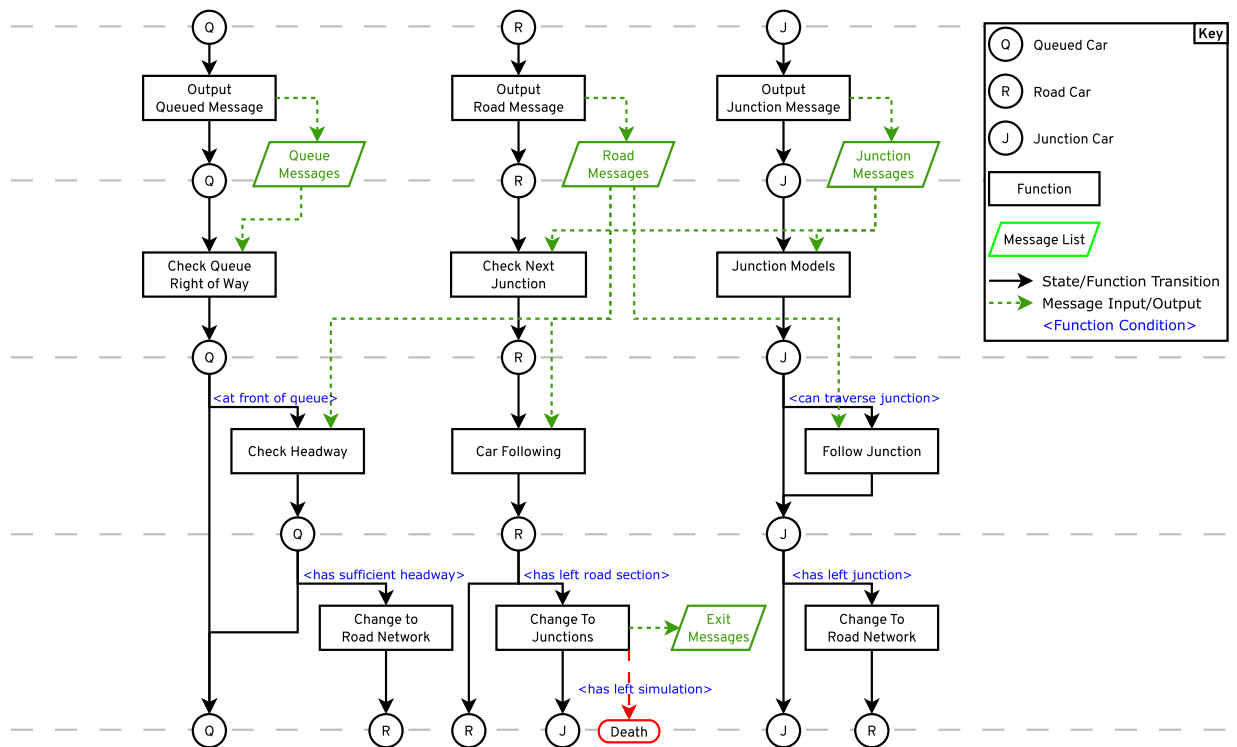 Q
R
J
Key
Q
Queued Car
R
Road Car
J
Junction Car
Function
Message List
State/Function Transition
Message Input/Output
<Function Condition>
Output
Queued Message
Output
Road Message
Output
Junction Message
Queue
Messages
Road
Messages
Junction
Messages
Q
R
J
Check Queue
Right of Way
Check Next
Junction
Junction Models
Q
R
J
<at front of queue>
<can traverse junction>
Check Headway
Car Following
Follow Junction
Q
R
J
<has sufficient headway>
<has left road section>
<has left junction>
Change to
Road Network
Change To
Junctions
Exit
Messages
Change To
Road Network
<has left simulation>
Q
R
R
J
Death
J
R